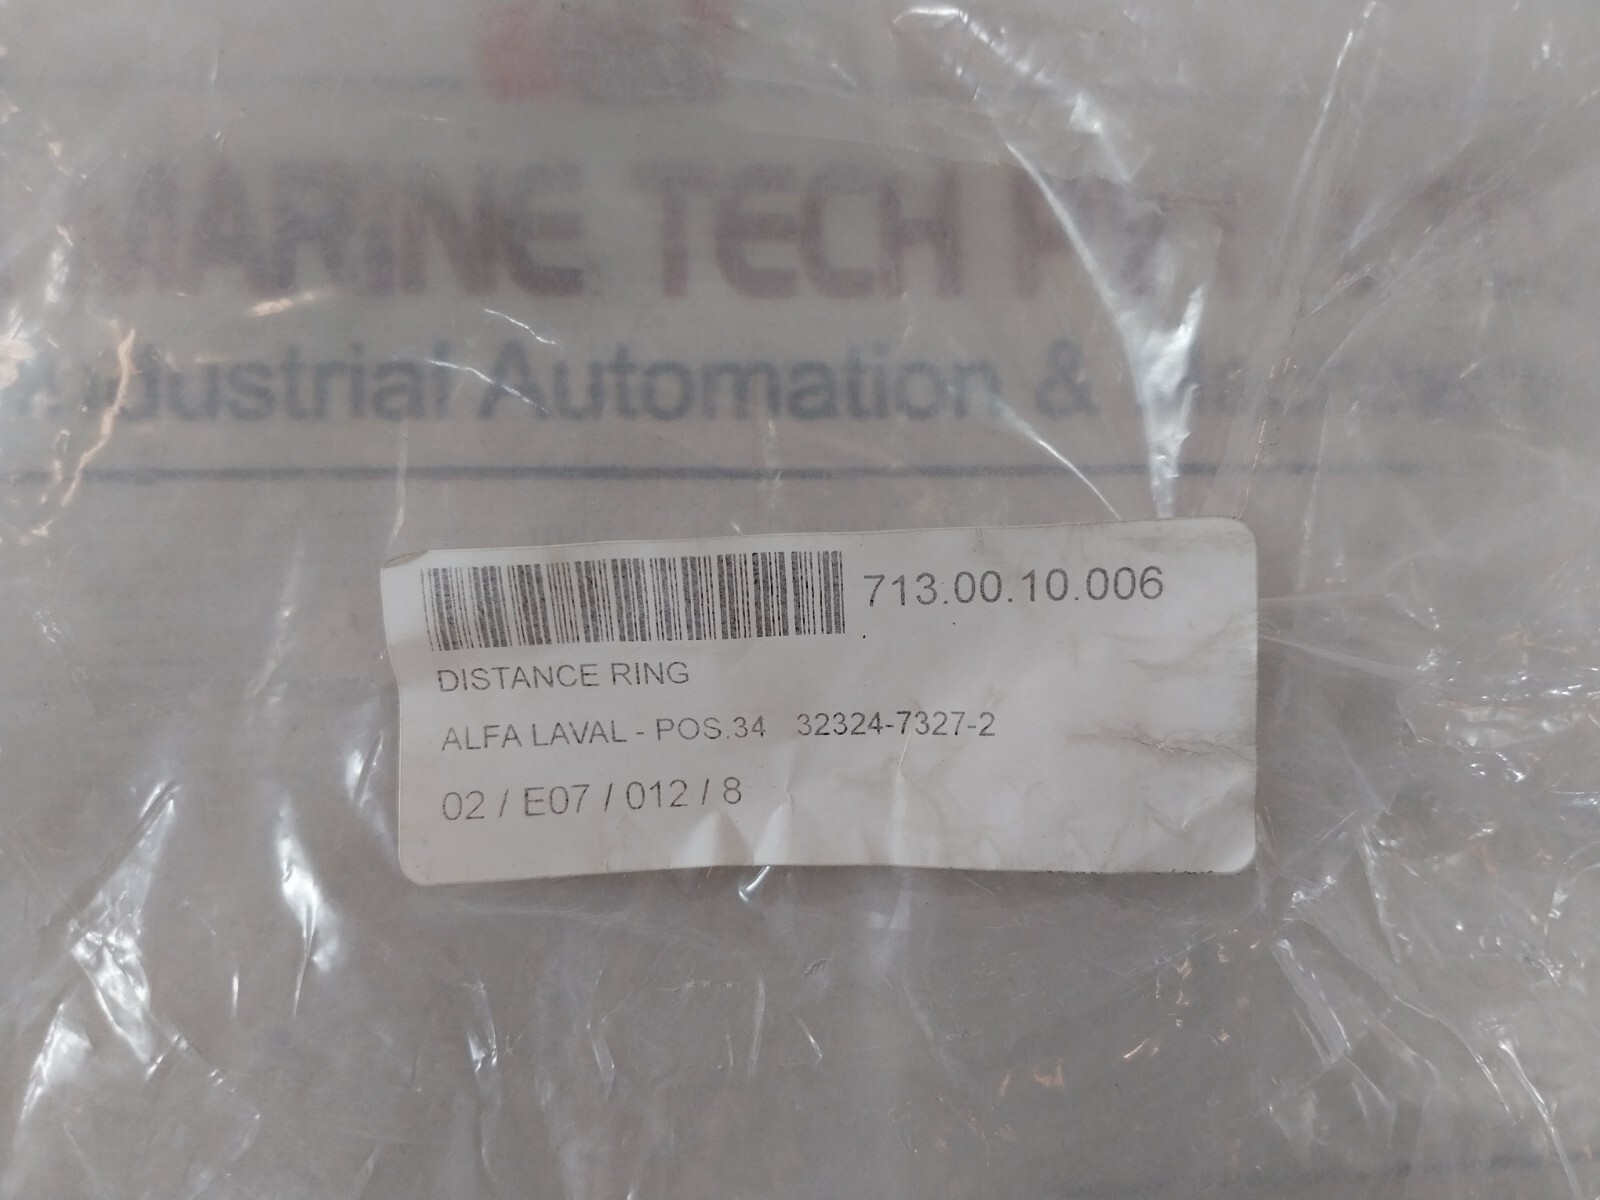 MARINE TECH
Industrial Automation &
713.00.10.006
DISTANCE RING
ALFA LAVAL - POS.34 32324-7327-2
02 / E07 / 012 / 8